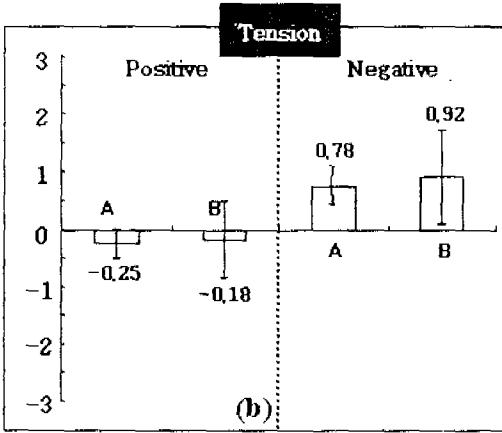 Tension
Positive Negative
3
2
1
0
-1
-2
-3
A B
-0.25 -0.18
0.78 0.92
A B
(b)